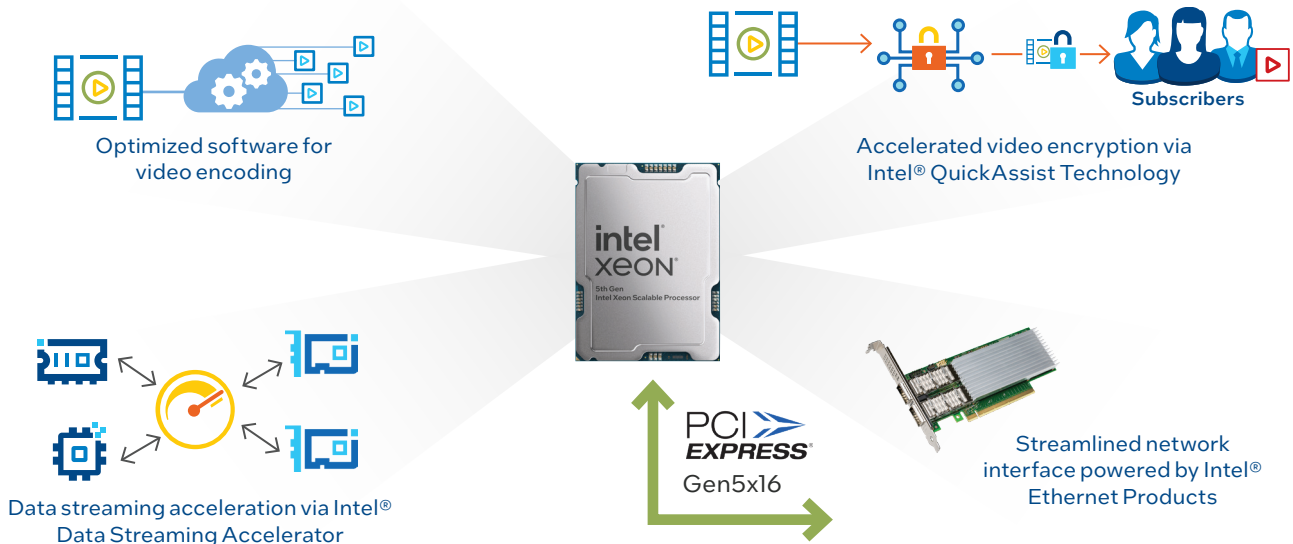 Subscribers
Optimized software for
video encoding
Accelerated video encryption via
Intel® QuickAssist Technology
intel®
xeon®
5th Gen
Intel Xeon Scalable Processor
PCI
EXPRESS®
Gen5x16
Streamlined network
interface powered by Intel®
Ethernet Products
Data streaming acceleration via Intel®
Data Streaming Accelerator